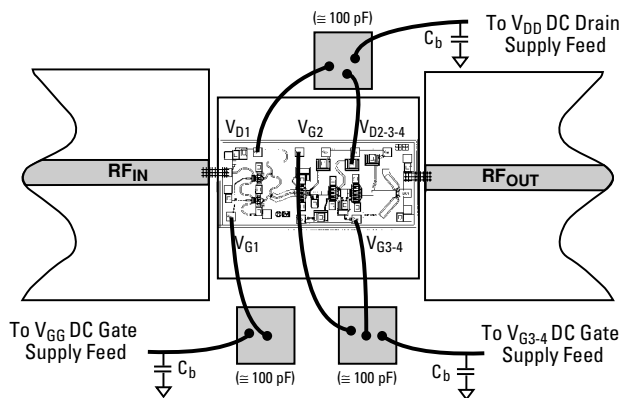 (≅ 100 pF)
C_b
To V_DD DC Drain
Supply Feed
V_D1
V_G2
V_D2-3-4
RF_IN
RF_OUT
V_G1
V_G3-4
To V_GG DC Gate
Supply Feed
C_b
(≅ 100 pF)
(≅ 100 pF)
C_b
To V_G3-4 DC Gate
Supply Feed